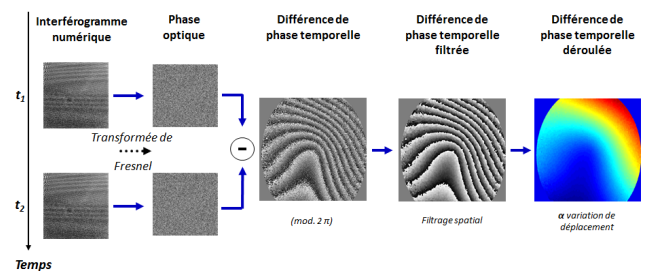 Interférogramme
numérique
Phase
optique
Différence de
phase temporelle
Différence de
phase temporelle
filtrée
Différence de
phase temporelle
déroulée
t1
Transformée de
Fresnel
-
t2
(mod. 2 π)
Filtrage spatial
α variation de
déplacement
Temps